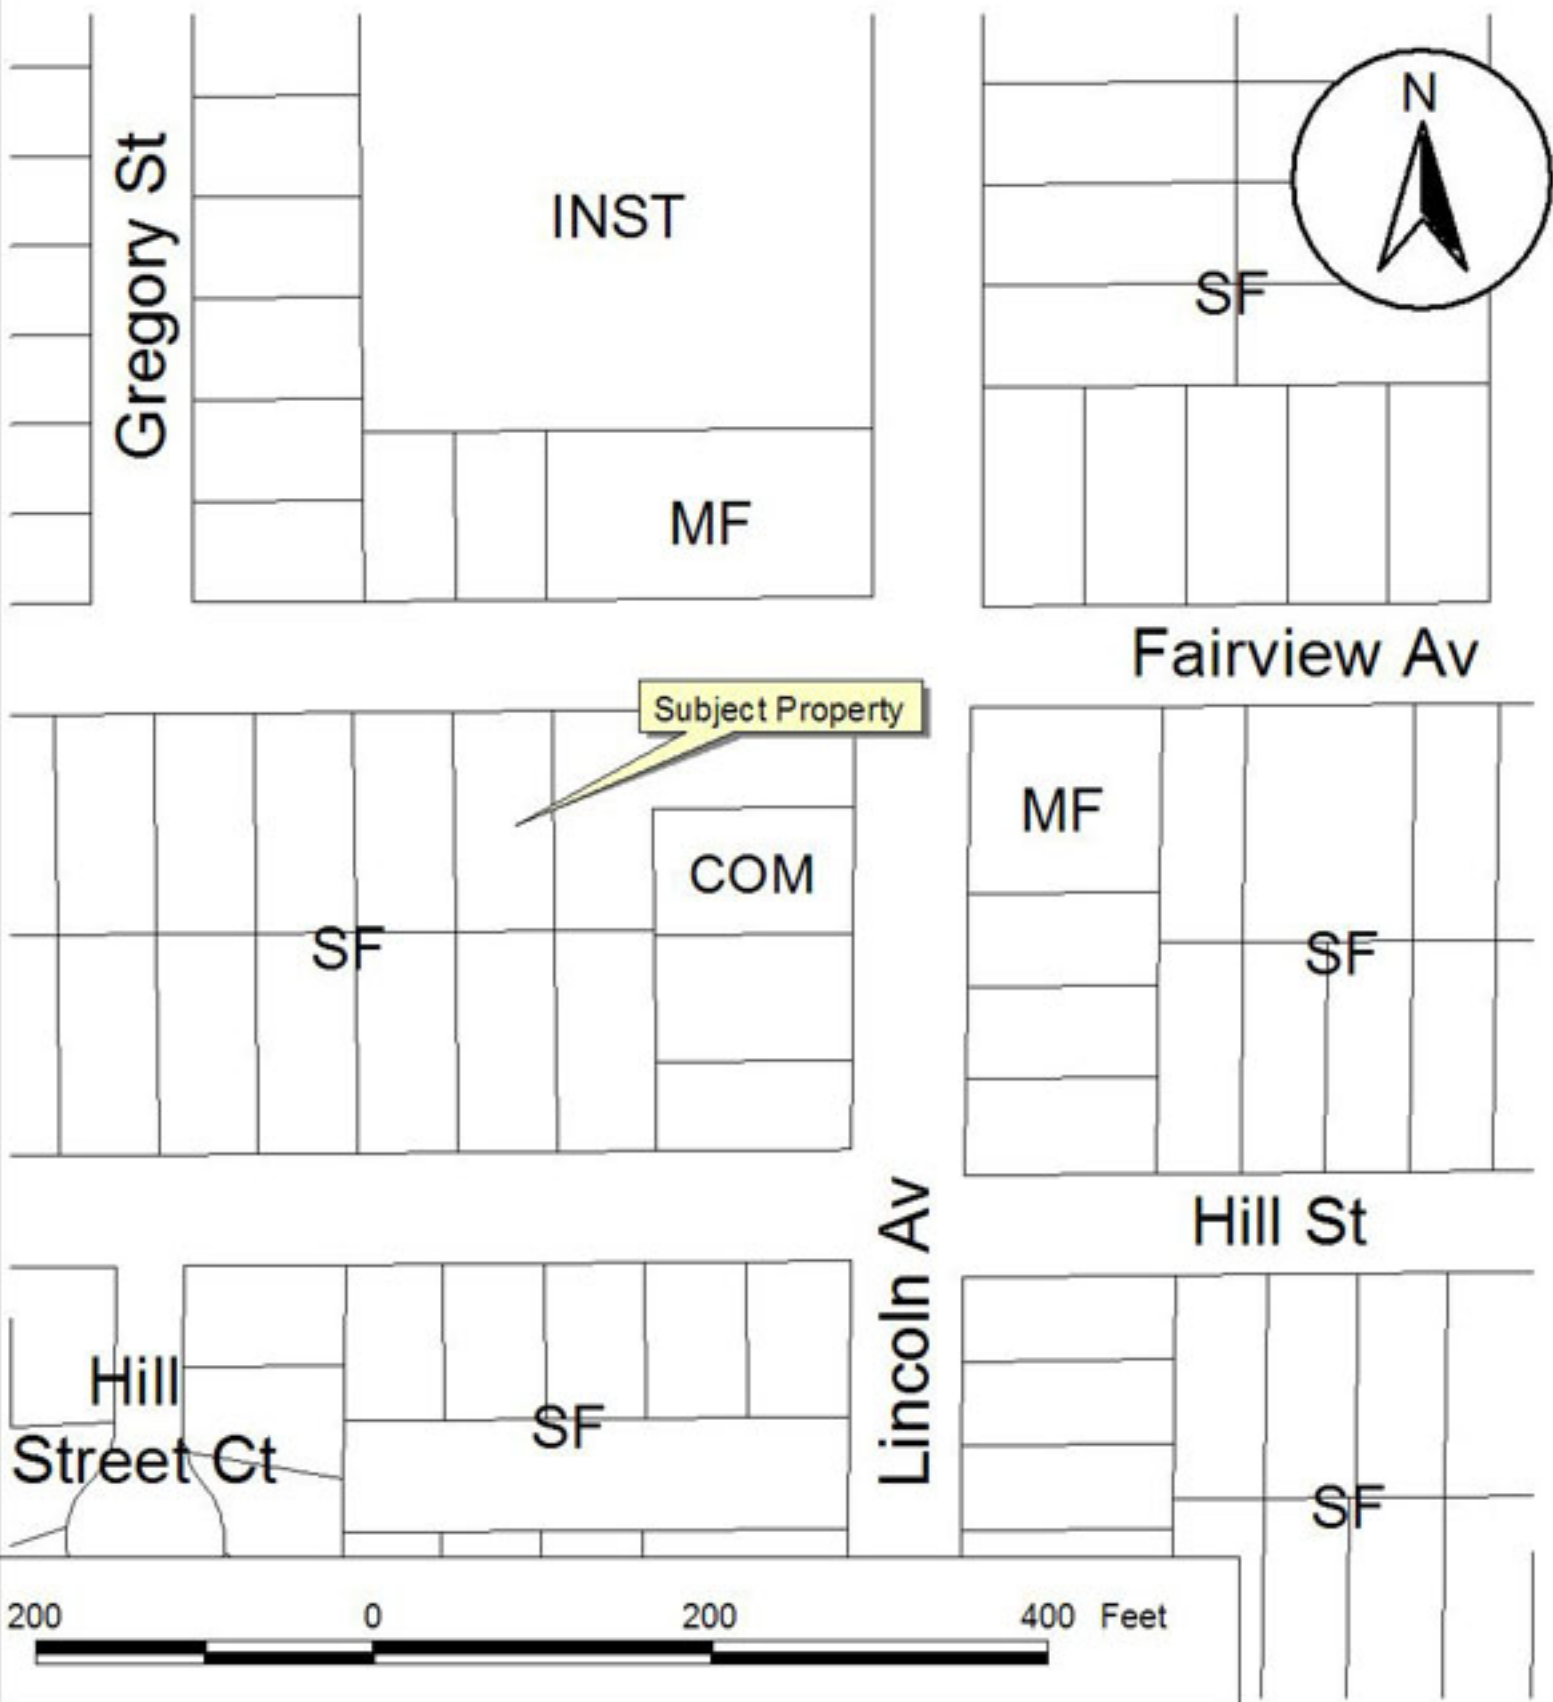 N
Gregory St
INST
SF
MF
Fairview Av
Subject Property
MF
COM
SF
SF
Lincoln Av
Hill St
Hill
Street Ct
SF
SF
200 0 200 400 Feet